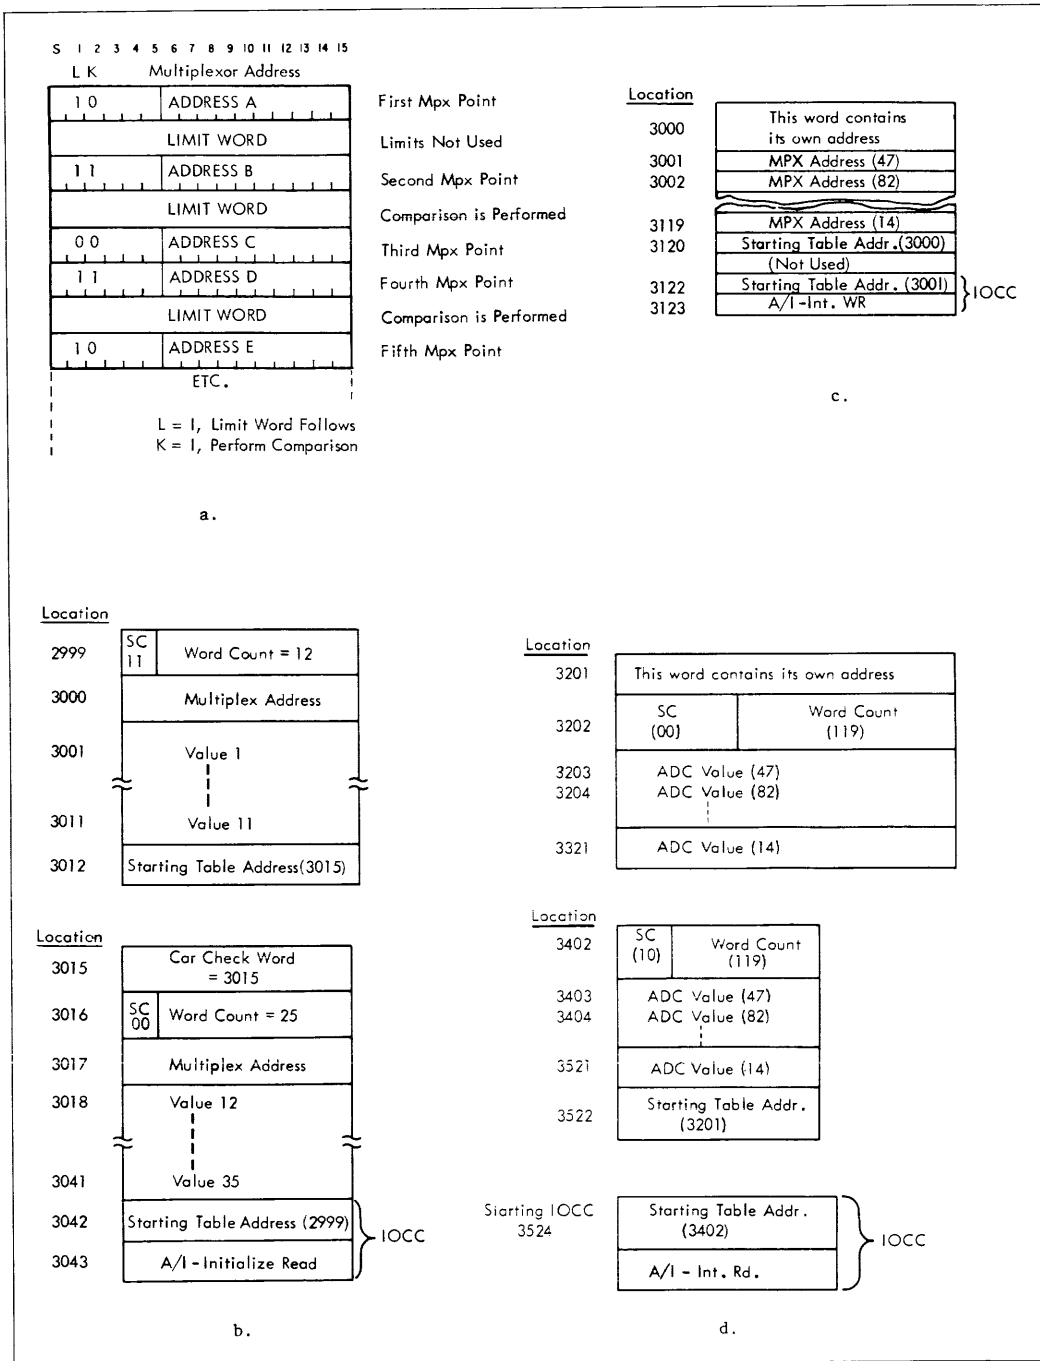 S 1 2 3 4 5 6 7 8 9 10 11 12 13 14 15
L K Multiplexor Address
1 0 ADDRESS A First Mpx Point
LIMIT WORD Limits Not Used
1 1 ADDRESS B Second Mpx Point
LIMIT WORD Comparison is Performed
0 0 ADDRESS C Third Mpx Point
1 1 ADDRESS D Fourth Mpx Point
LIMIT WORD Comparison is Performed
1 0 ADDRESS E Fifth Mpx Point
ETC.
L = 1, Limit Word Follows
K = 1, Perform Comparison
a.
Location
3000 This word contains
its own address
3001 MPX Address (47)
3002 MPX Address (82)
3119 MPX Address (14)
3120 Starting Table Addr.(3000)
(Not Used)
3122 Starting Table Addr. (3001)
IOCC
3123 A/I-Int. WR
c.
Location
2999 SC 11 Word Count = 12
3000 Multiplex Address
3001 Value 1
3011 Value 11
3012 Starting Table Address(3015)
Location
3015 Car Check Word
= 3015
3016 SC 00 Word Count = 25
3017 Multiplex Address
3018 Value 12
3041 Value 35
3042 Starting Table Address (2999)
IOCC
3043 A/I-Initialize Read
b.
Location
3201 This word contains its own address
3202 SC (00) Word Count (119)
3203 ADC Value (47)
3204 ADC Value (82)
3321 ADC Value (14)
Location
3402 SC (10) Word Count (119)
3403 ADC Value (47)
3404 ADC Value (82)
3521 ADC Value (14)
3522 Starting Table Addr.
(3201)
Starting IOCC Starting Table Addr.
3524 (3402)
IOCC
A/I - Int. Rd.
d.